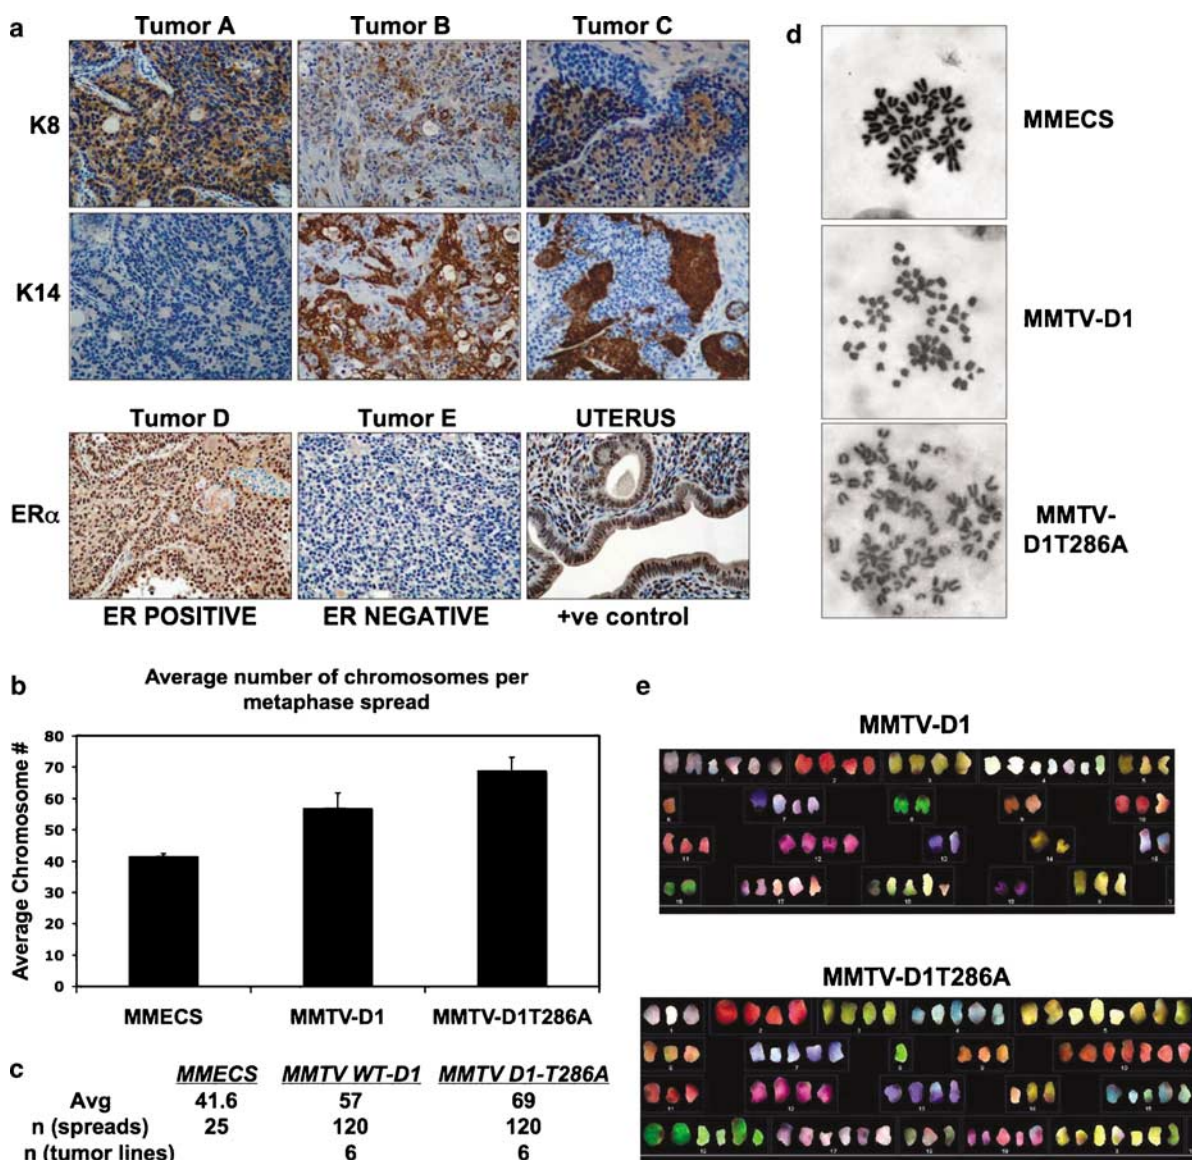 a
Tumor A
Tumor B
Tumor C
K8
K14
Tumor D
Tumor E
UTERUS
ERα
ER POSITIVE
ER NEGATIVE
+ve control
d
MMECS
MMTV-D1
MMTV-
D1T286A
b
Average number of chromosomes per
metaphase spread
Average Chromosome #
80
70
60
50
40
30
20
10
0
MMECS
MMTV-D1
MMTV-D1T286A
c
MMECS MMTV WT-D1 MMTV D1-T286A
Avg 41.6 57 69
n (spreads) 25 120 120
n (tumor lines) 6 6
e
MMTV-D1
MMTV-D1T286A